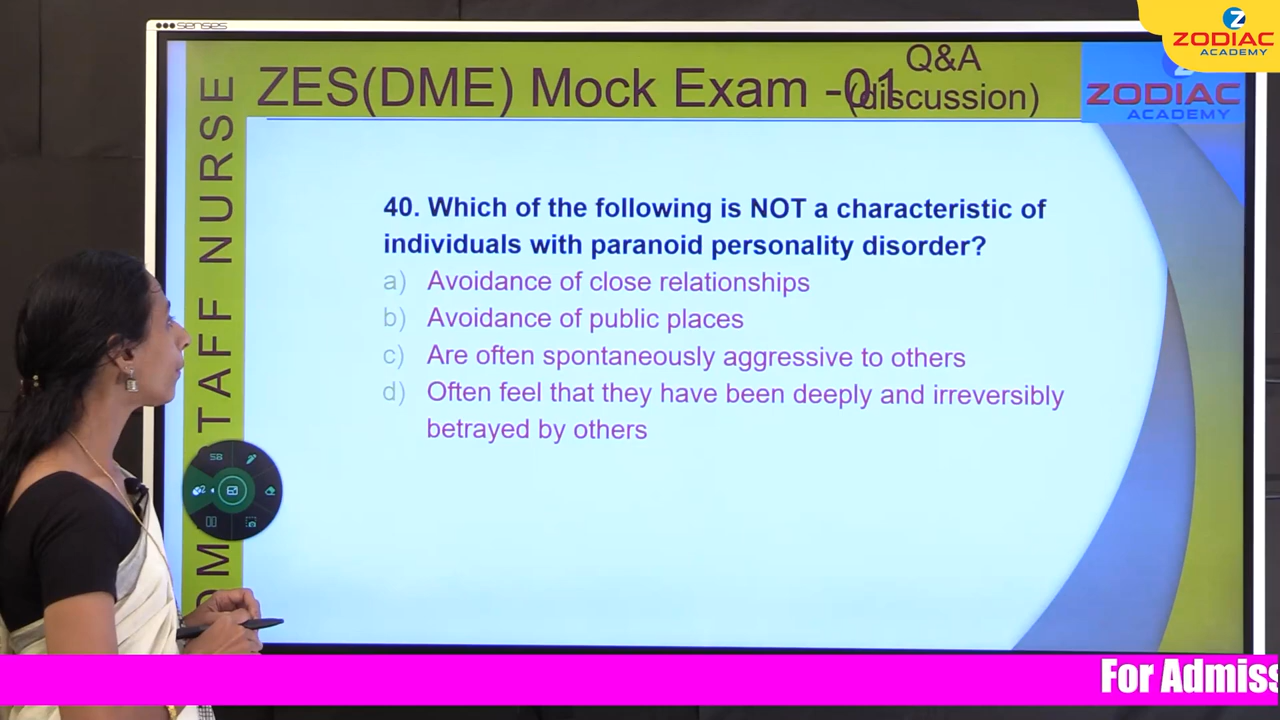 senses
ZODIAC
ACADEMY
STAFF NURSE
ZES(DME) Mock Exam -01
Q&A
(discussion)
ZODIAC
ACADEMY
40. Which of the following is NOT a characteristic of
individuals with paranoid personality disorder?
a) Avoidance of close relationships
b) Avoidance of public places
c) Are often spontaneously aggressive to others
d) Often feel that they have been deeply and irreversibly
betrayed by others
For Admiss